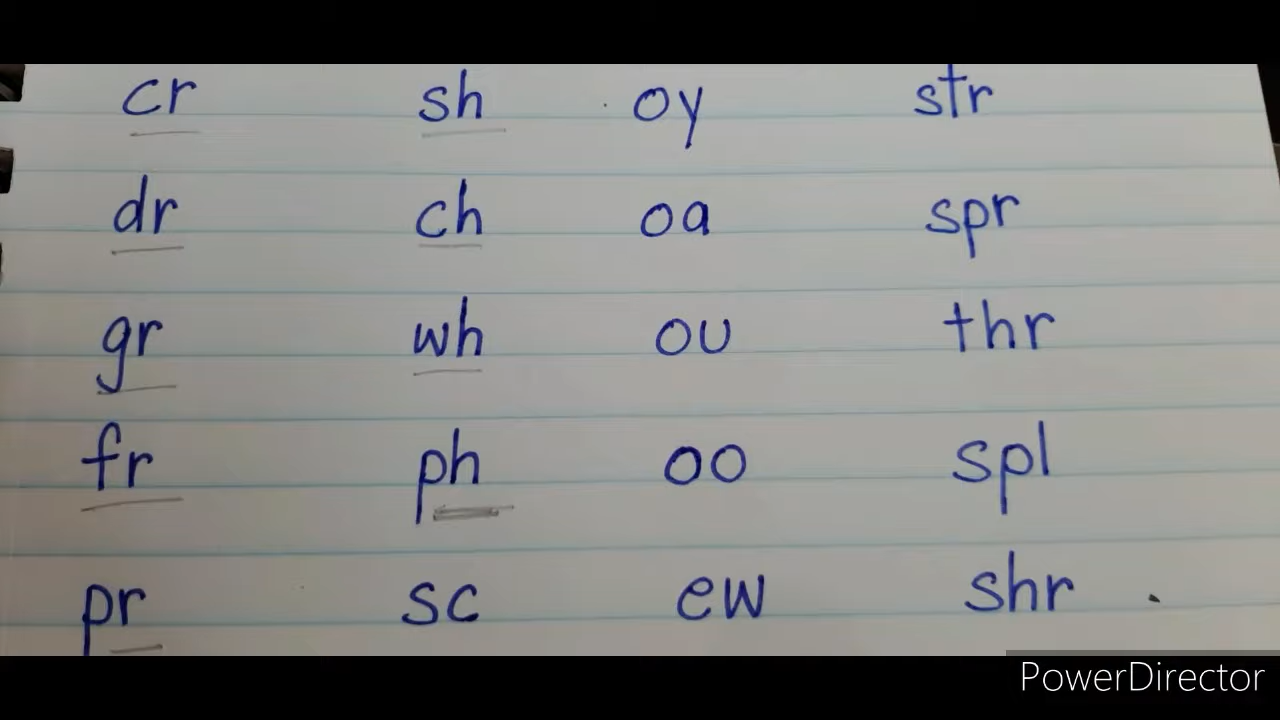 cr sh oy str
dr ch oa spr
gr wh ou thr
fr ph oo spl
pr sc ew shr
PowerDirector